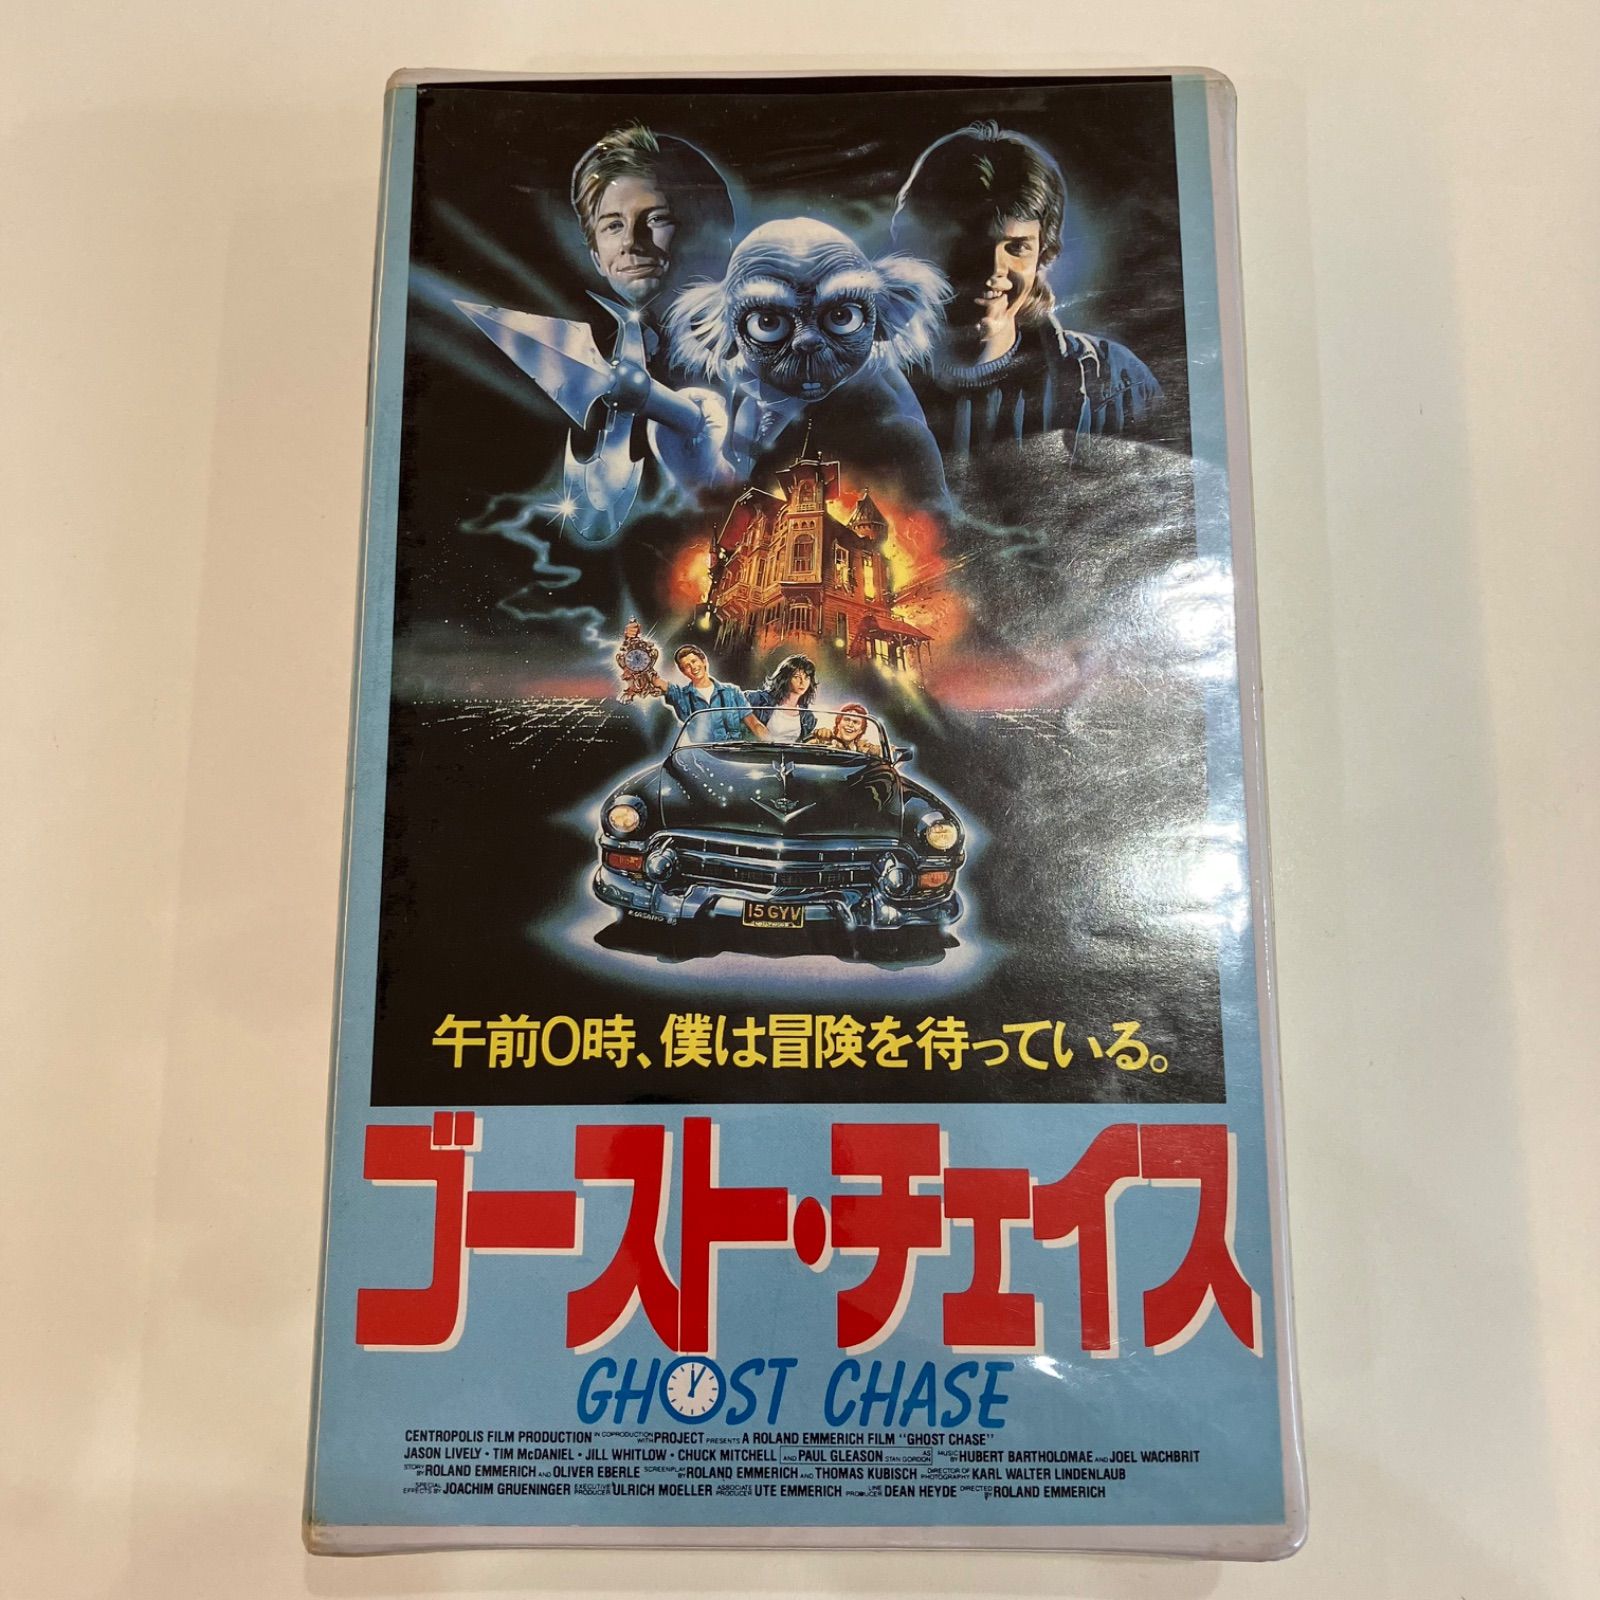 15 GYV
午前0時、僕は冒険を待っている。
ゴースト・チェイス
GHOST CHASE
CENTROPOLIS FILM PRODUCTION IN COPRODUCTION WITH PROJECT PRESENTS A ROLAND EMMERICH FILM "GHOST CHASE"
JASON LIVELY · TIM McDANIEL · JILL WHITLOW · CHUCK MITCHELL AND PAUL GLEASON AS STAN GORDON MUSIC BY HUBERT BARTHOLOMAE AND JOEL WACHBRIT
STORY BY ROLAND EMMERICH AND OLIVER EBERLE SCREENPLAY BY ROLAND EMMERICH AND THOMAS KUBISCH DIRECTOR OF PHOTOGRAPHY KARL WALTER LINDENLAUB
SPECIAL EFFECTS BY JOACHIM GRUENINGER EXECUTIVE PRODUCER ULRICH MOELLER ASSOCIATE PRODUCER UTE EMMERICH LINE PRODUCER DEAN HEYDE DIRECTED BY ROLAND EMMERICH